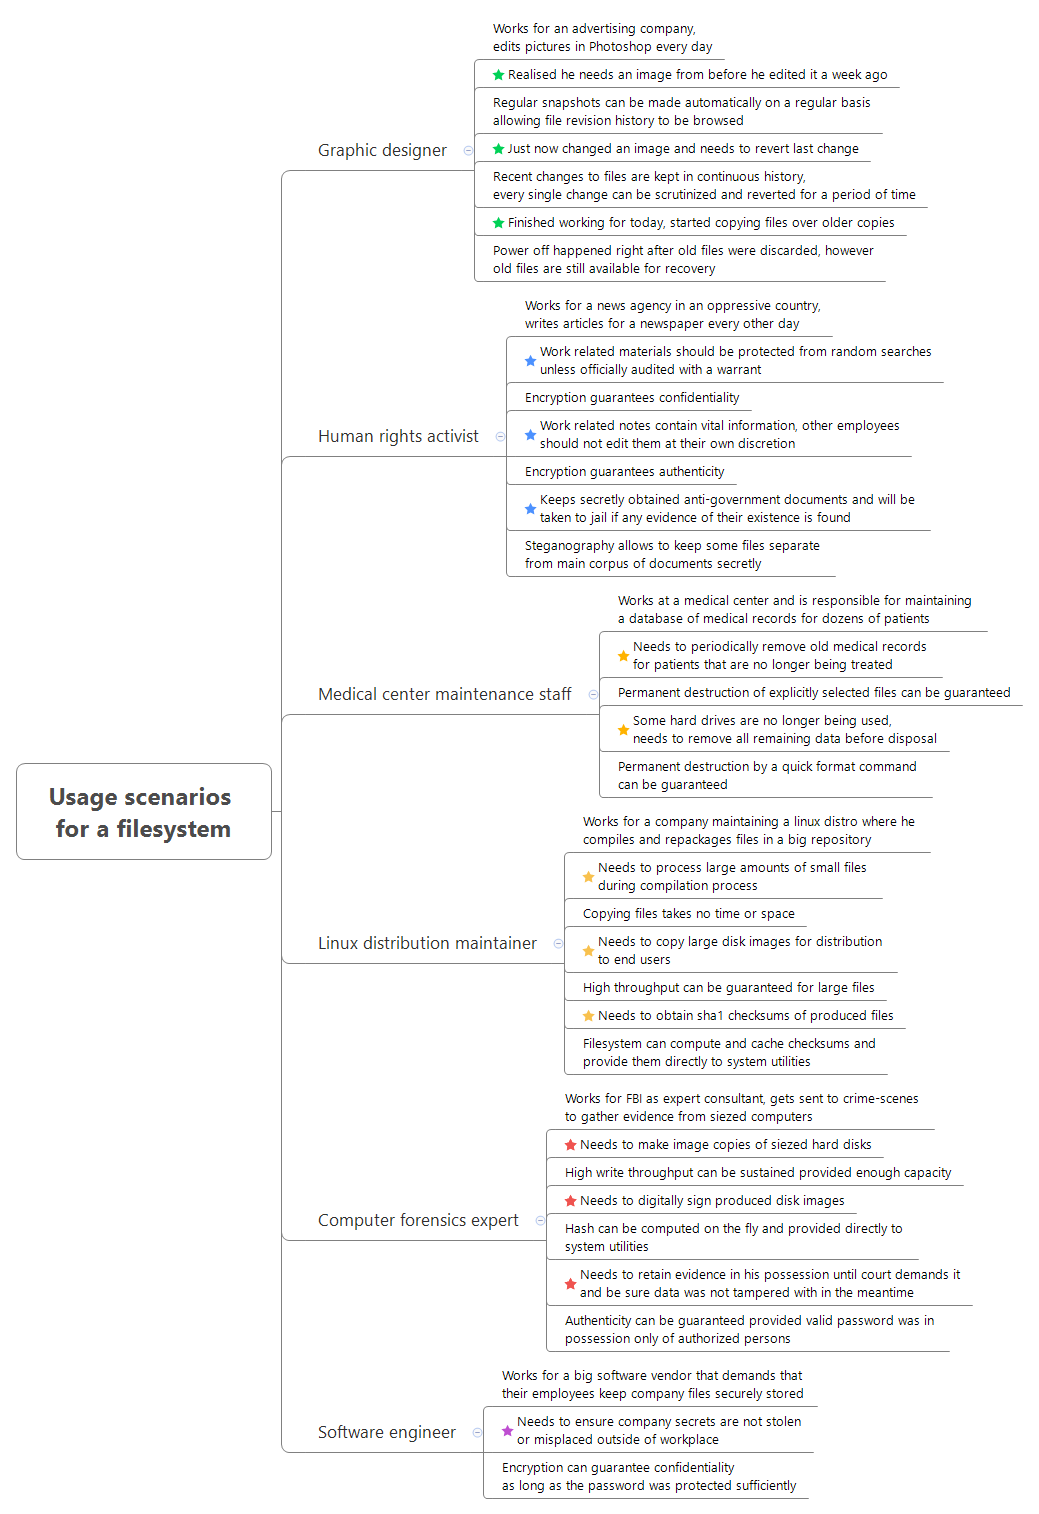 Usage scenarios
for a filesystem
Graphic designer
Works for an advertising company,
edits pictures in Photoshop every day
Realised he needs an image from before he edited it a week ago
Regular snapshots can be made automatically on a regular basis
allowing file revision history to be browsed
Just now changed an image and needs to revert last change
Recent changes to files are kept in continuous history,
every single change can be scrutinized and reverted for a period of time
Finished working for today, started copying files over older copies
Power off happened right after old files were discarded, however
old files are still available for recovery
Human rights activist
Works for a news agency in an oppressive country,
writes articles for a newspaper every other day
Work related materials should be protected from random searches
unless officially audited with a warrant
Encryption guarantees confidentiality
Work related notes contain vital information, other employees
should not edit them at their own discretion
Encryption guarantees authenticity
Keeps secretly obtained anti-government documents and will be
taken to jail if any evidence of their existence is found
Steganography allows to keep some files separate
from main corpus of documents secretly
Medical center maintenance staff
Works at a medical center and is responsible for maintaining
a database of medical records for dozens of patients
Needs to periodically remove old medical records
for patients that are no longer being treated
Permanent destruction of explicitly selected files can be guaranteed
Some hard drives are no longer being used,
needs to remove all remaining data before disposal
Permanent destruction by a quick format command
can be guaranteed
Linux distribution maintainer
Works for a company maintaining a linux distro where he
compiles and repackages files in a big repository
Needs to process large amounts of small files
during compilation process
Copying files takes no time or space
Needs to copy large disk images for distribution
to end users
High throughput can be guaranteed for large files
Needs to obtain sha1 checksums of produced files
Filesystem can compute and cache checksums and
provide them directly to system utilities
Computer forensics expert
Works for FBI as expert consultant, gets sent to crime-scenes
to gather evidence from siezed computers
Needs to make image copies of siezed hard disks
High write throughput can be sustained provided enough capacity
Needs to digitally sign produced disk images
Hash can be computed on the fly and provided directly to
system utilities
Needs to retain evidence in his possession until court demands it
and be sure data was not tampered with in the meantime
Authenticity can be guaranteed provided valid password was in
possession only of authorized persons
Software engineer
Works for a big software vendor that demands that
their employees keep company files securely stored
Needs to ensure company secrets are not stolen
or misplaced outside of workplace
Encryption can guarantee confidentiality
as long as the password was protected sufficiently